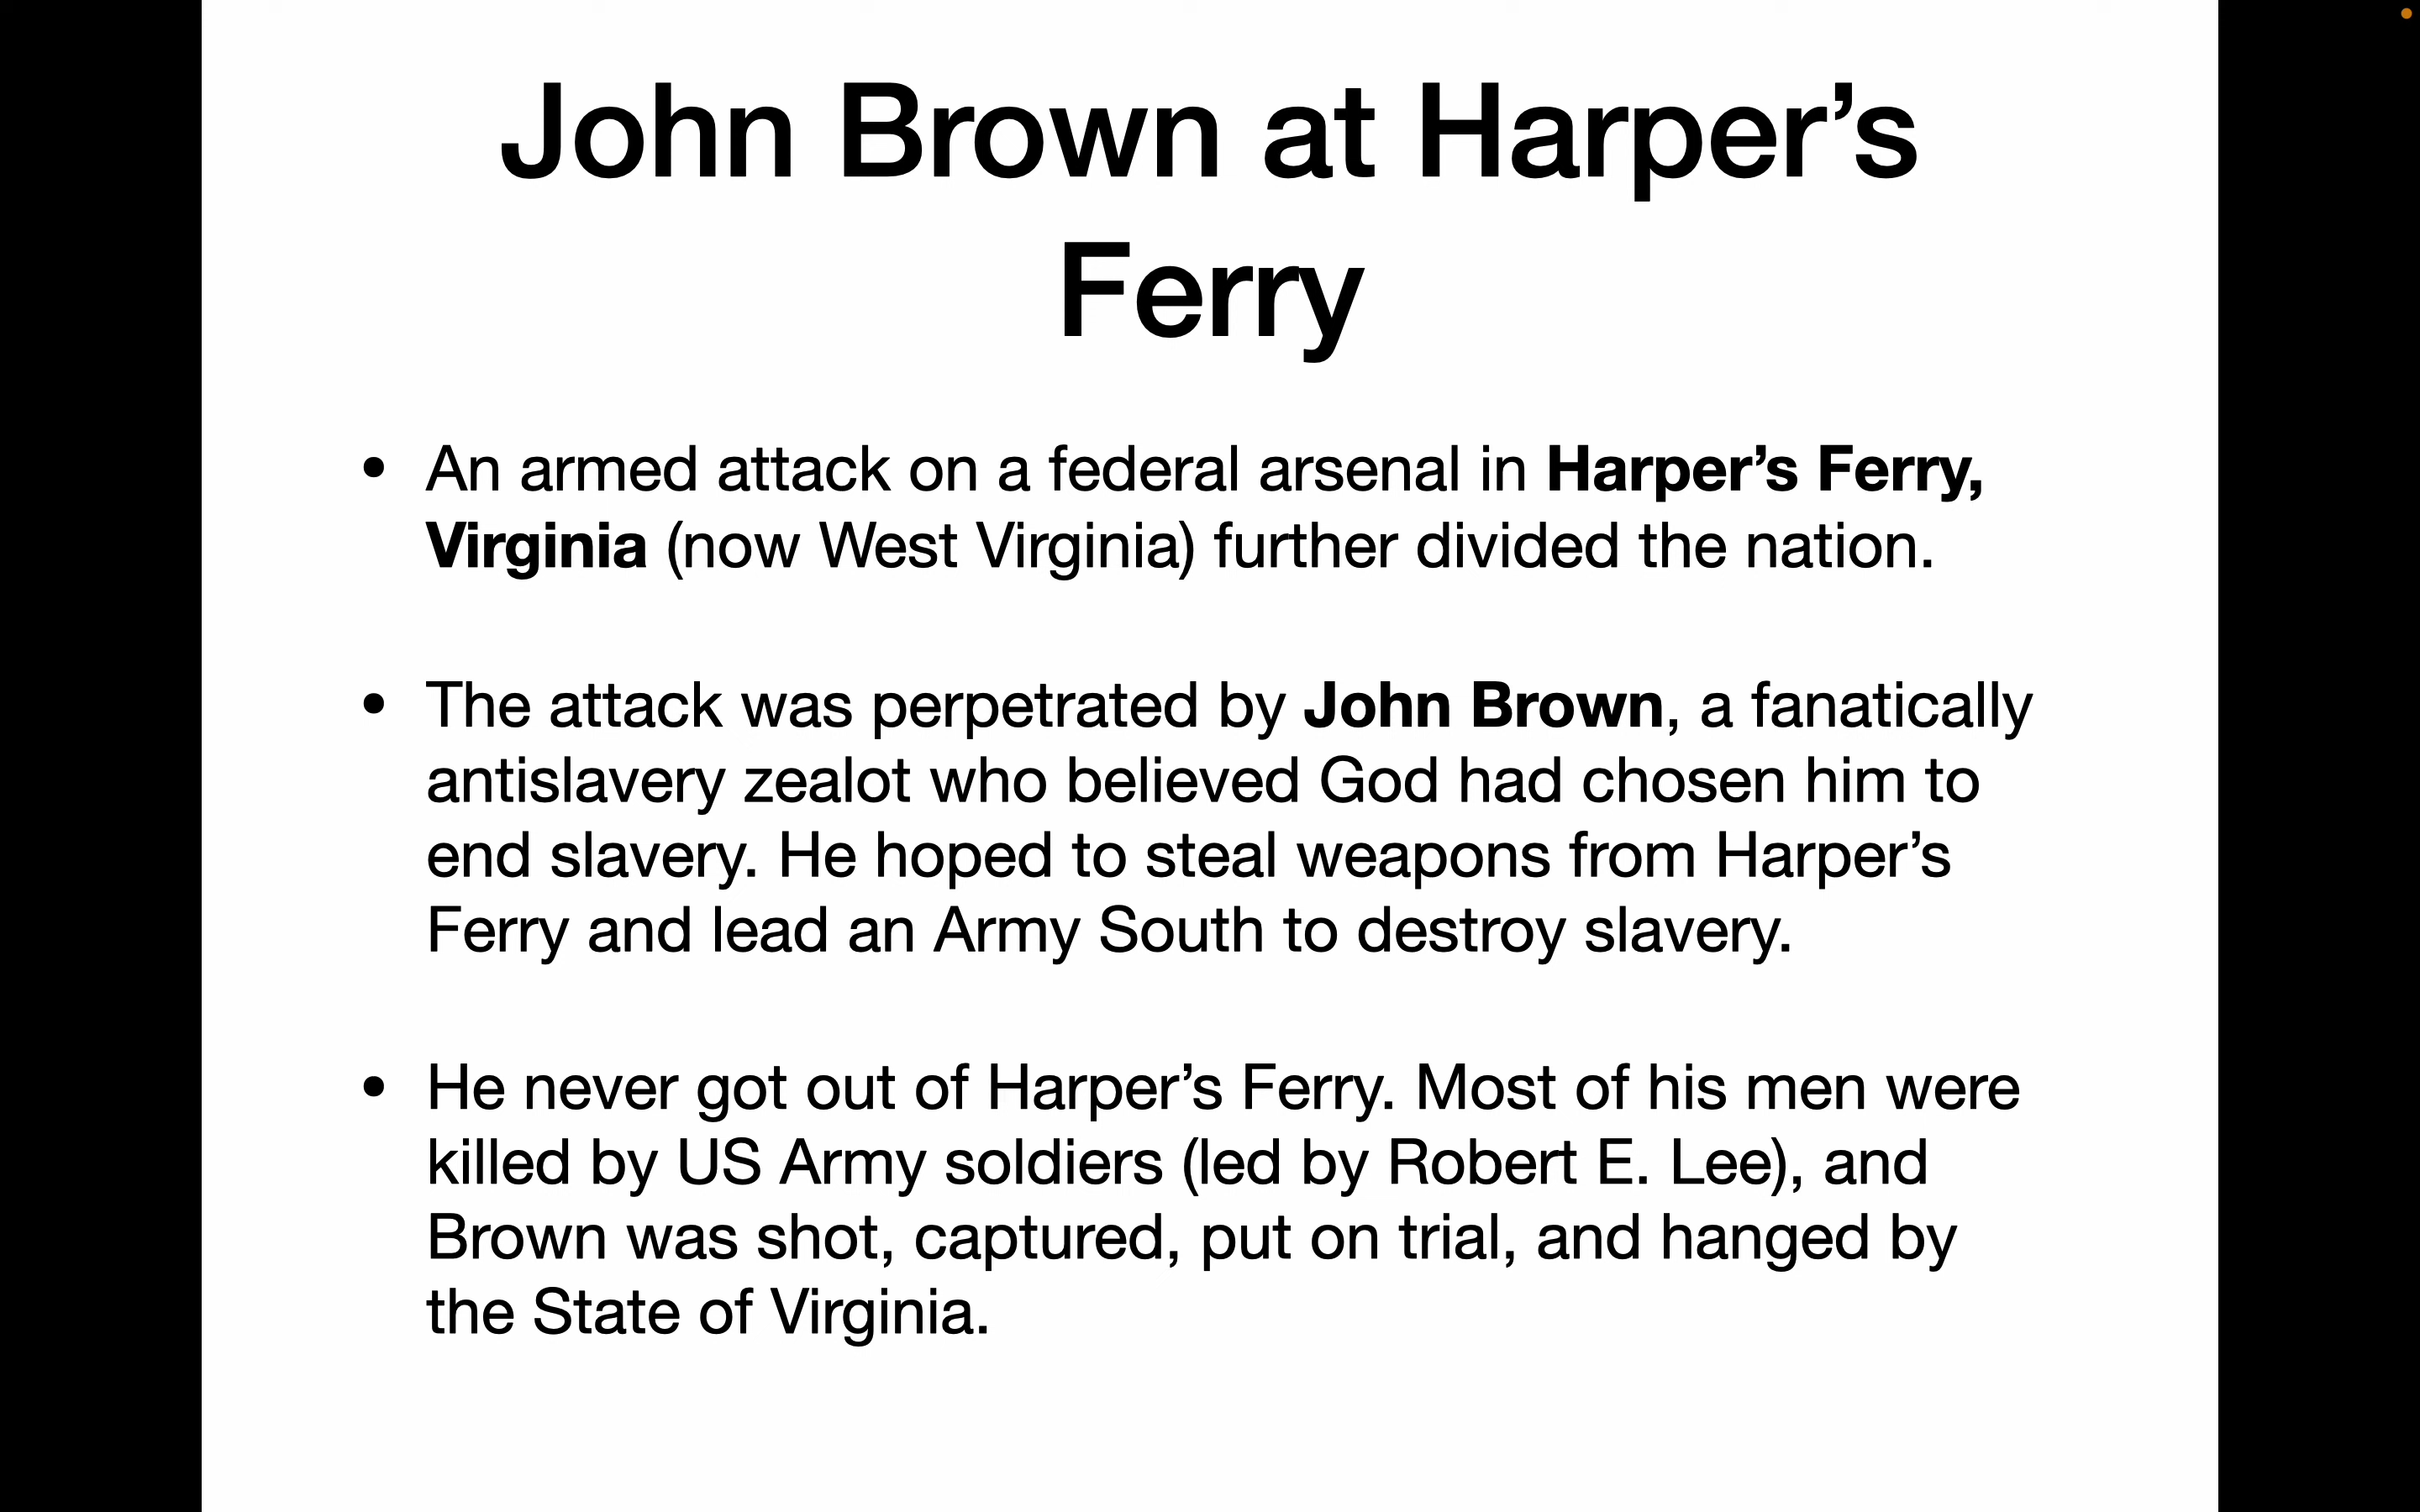 John Brown at Harper’s
Ferry
• An armed attack on a federal arsenal in Harper’s Ferry,
Virginia (now West Virginia) further divided the nation.
• The attack was perpetrated by John Brown, a fanatically
antislavery zealot who believed God had chosen him to
end slavery. He hoped to steal weapons from Harper’s
Ferry and lead an Army South to destroy slavery.
• He never got out of Harper’s Ferry. Most of his men were
killed by US Army soldiers (led by Robert E. Lee), and
Brown was shot, captured, put on trial, and hanged by
the State of Virginia.